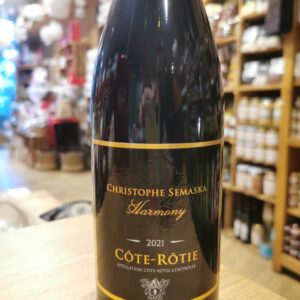 CHRISTOPHE SEMASKA
Harmony
2021
CÔTE-RÔTIE
APPELLATION CÔTE-RÔTIE CONTRÔLÉE